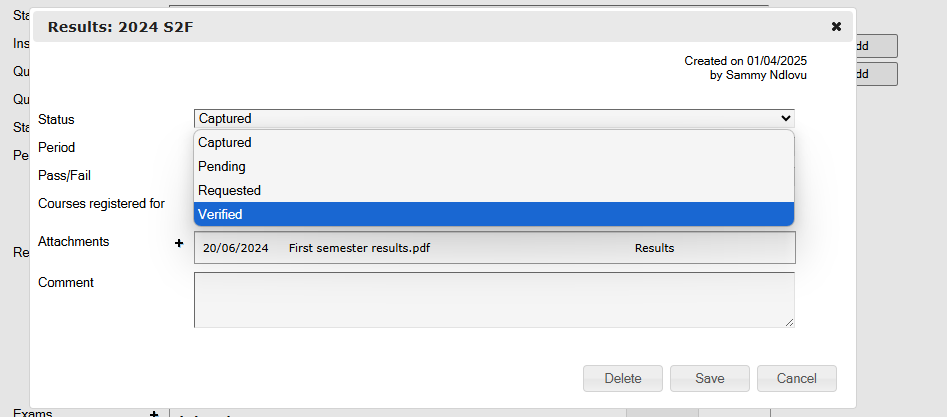 Sta
Results: 2024 S2F
Ins
dd
Created on 01/04/2025
Qu
dd
by Sammy Ndlovu
Qu
Status
Captured
Sta
Period
Captured
Pe
Pending
Pass/Fail
Requested
Courses registered for
Verified
Attachments
+ 20/06/2024 First semester results.pdf Results
Re
Comment
Delete Save Cancel
Exams +